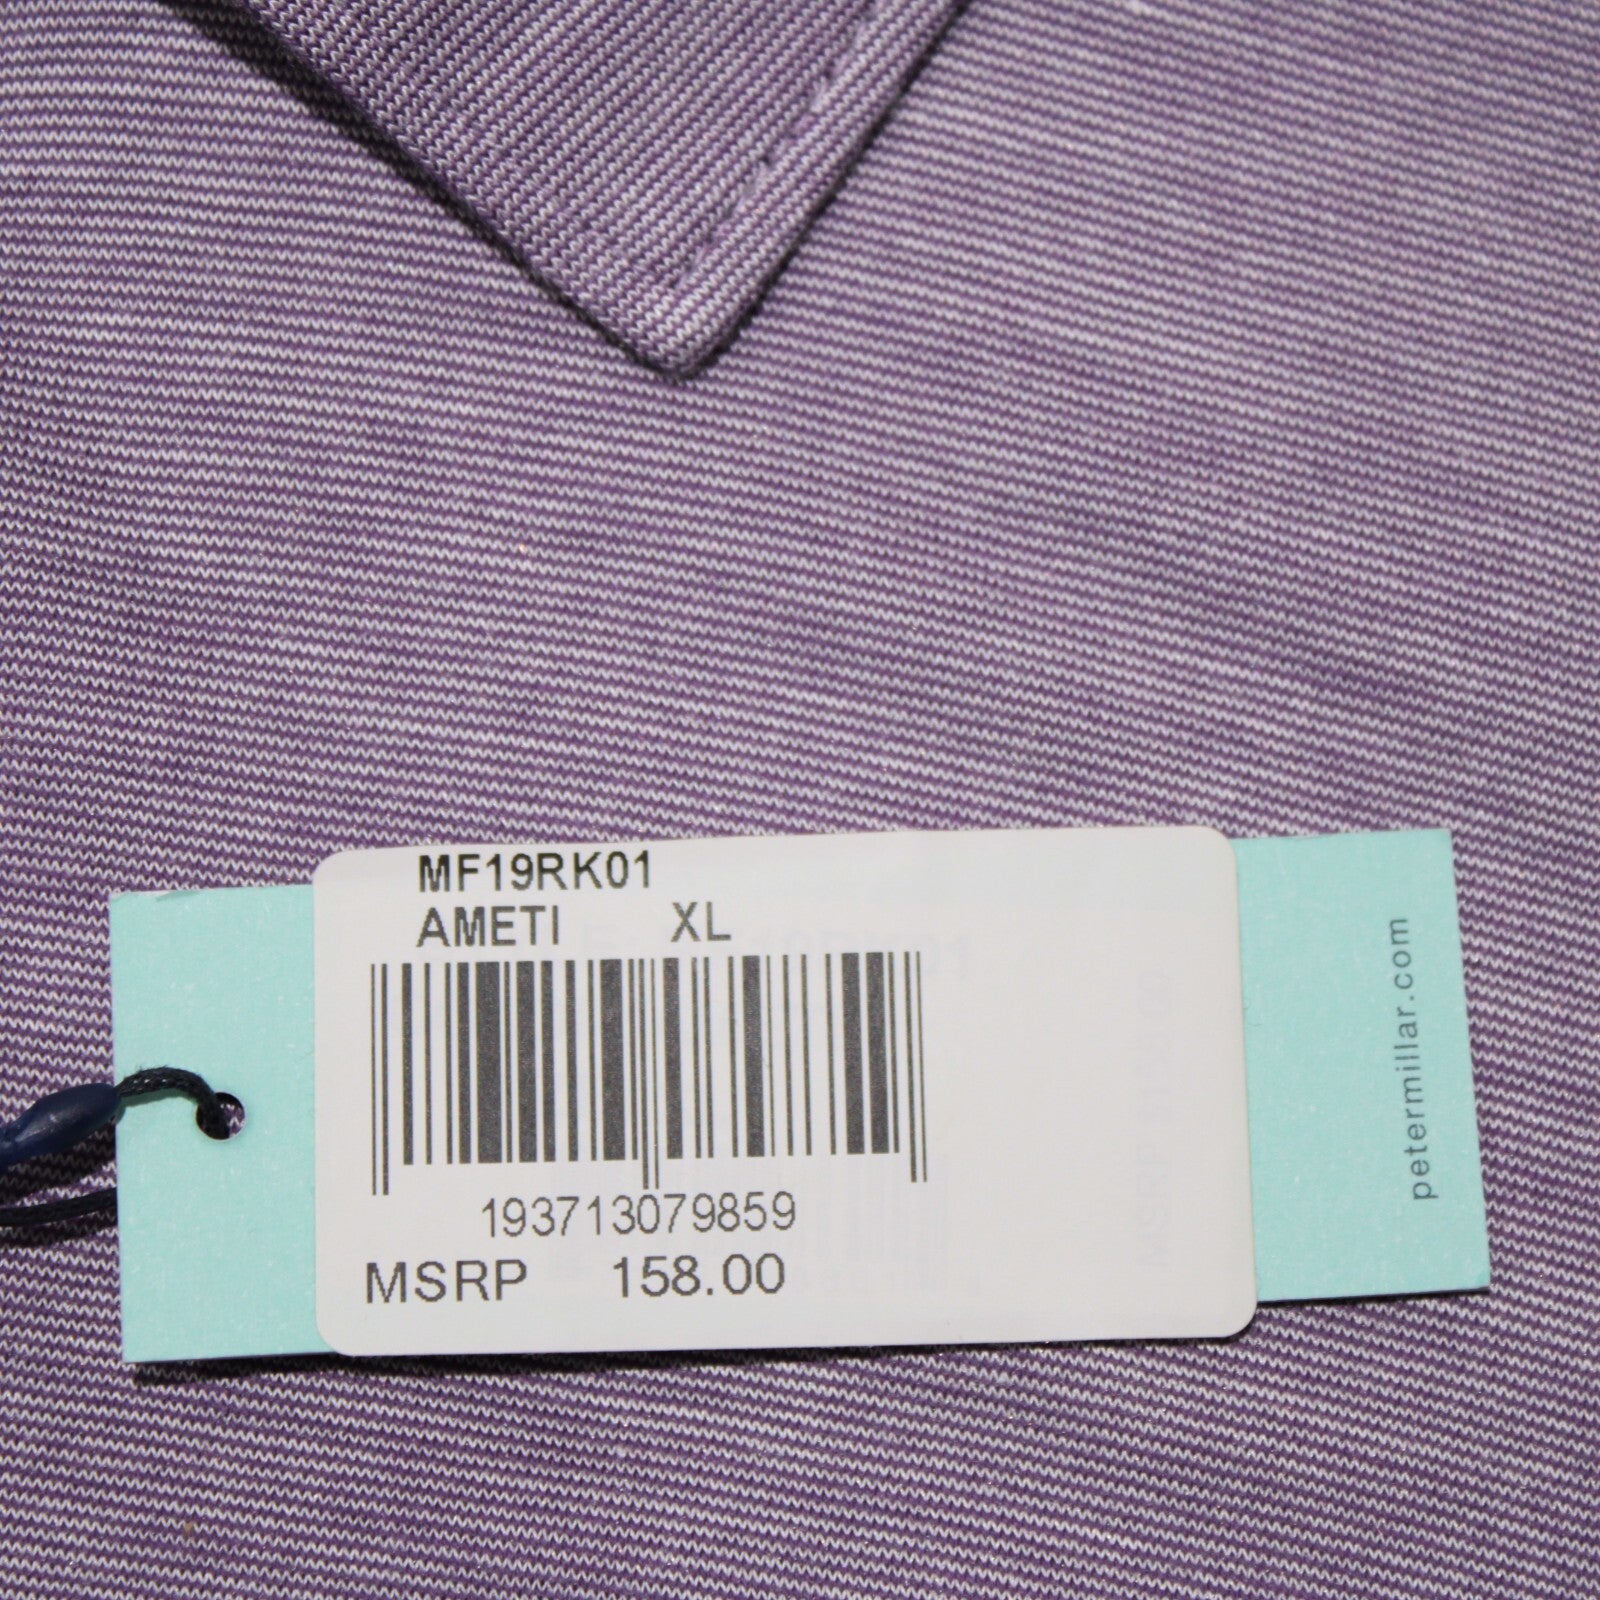 MF19RK01
AMETI XL
193713079859
MSRP 158.00
petermillar.com